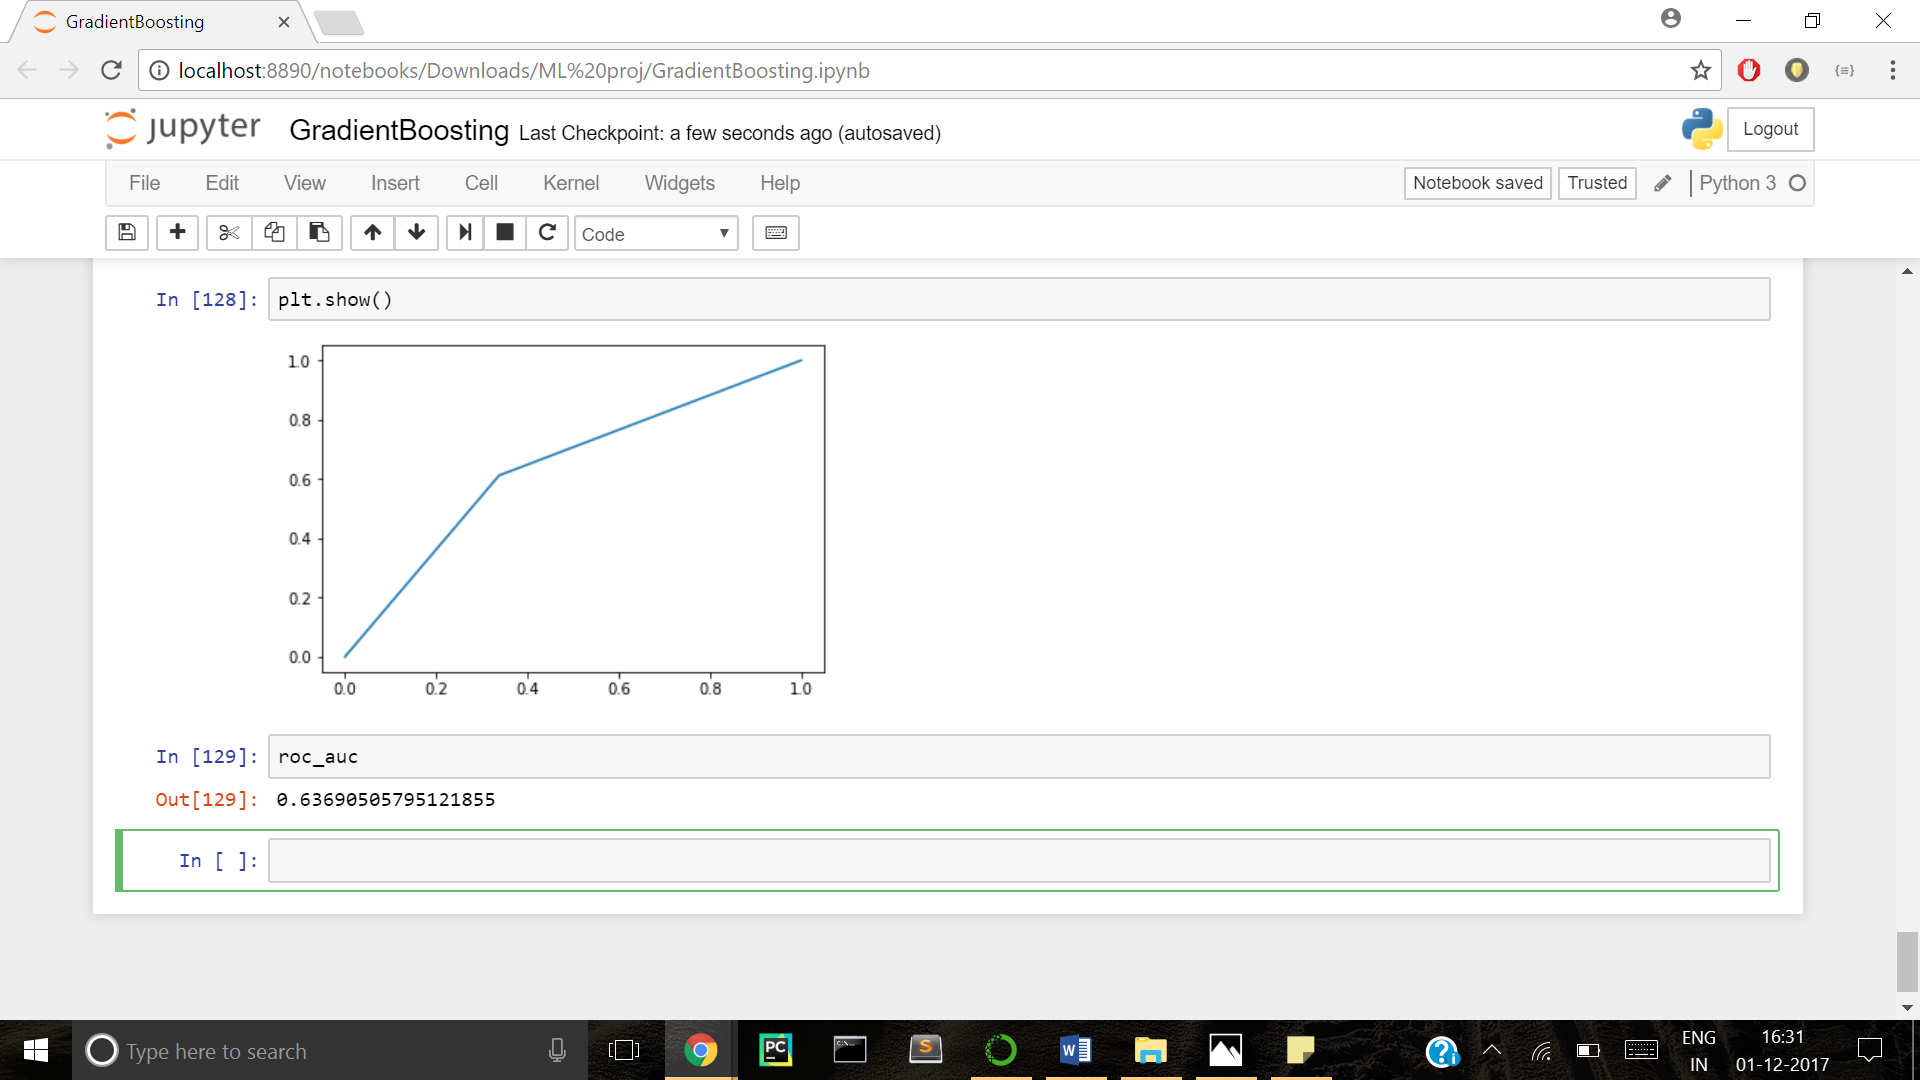 GradientBoosting
localhost:8890/notebooks/Downloads/ML%20proj/GradientBoosting.ipynb
jupyter GradientBoosting Last Checkpoint: a few seconds ago (autosaved) Logout
File Edit View Insert Cell Kernel Widgets Help Notebook saved Trusted Python 3
Code
In [128]: plt.show()
1.0
0.8
0.6
0.4
0.2
0.0
0.0 0.2 0.4 0.6 0.8 1.0
In [129]: roc_auc
Out[129]: 0.63690505795121855
In [ ]:
Type here to search
PC
S
W
ENG
IN
16:31
01-12-2017